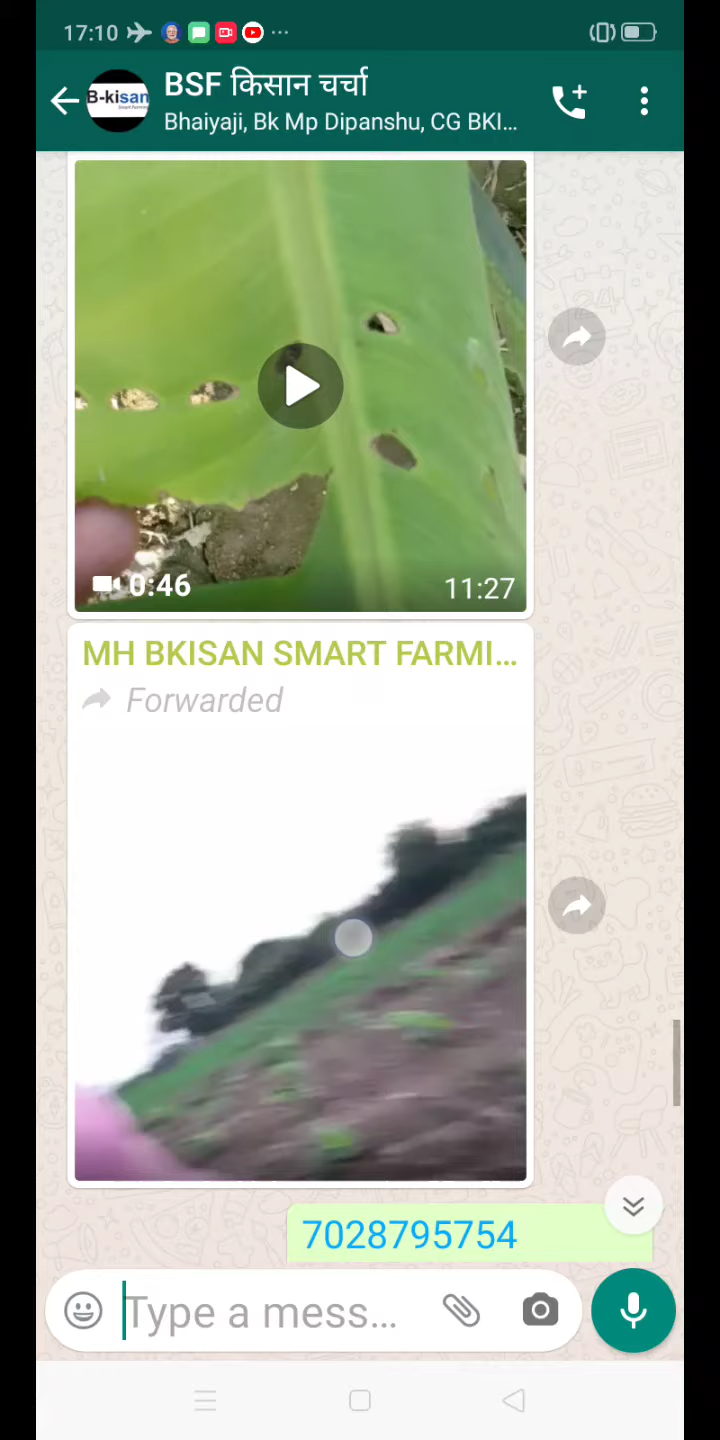 17:10
BSF किसान चर्चा
B-kisan
Bhaiyaji, Bk Mp Dipanshu, CG BKI...
0:46
11:27
MH BKISAN SMART FARMI...
Forwarded
7028795754
Type a mess...